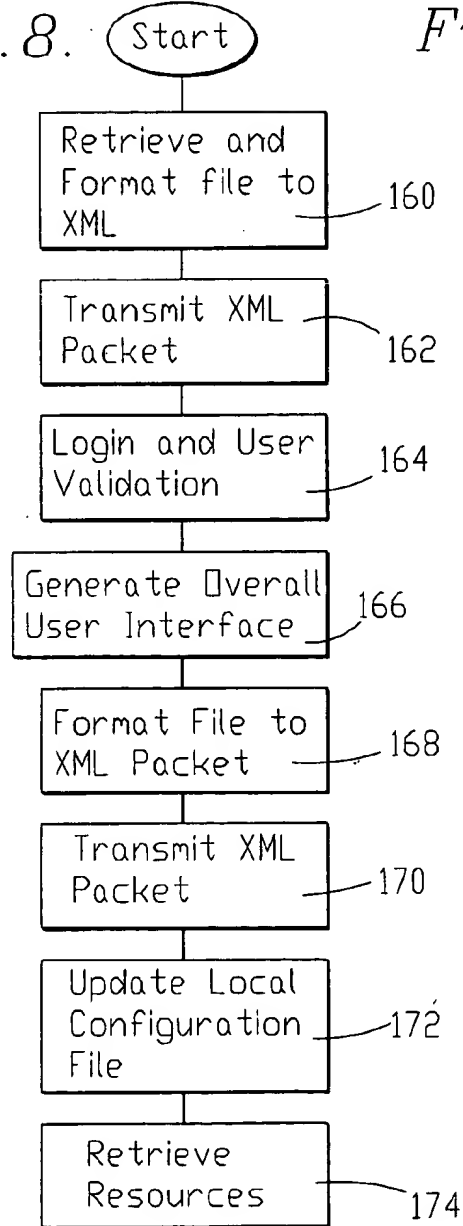 . 8.
Start
F
Retrieve and
Format file to
XML
160
Transmit XML
Packet
162
Login and User
Validation
164
Generate Overall
User Interface
166
Format File to
XML Packet
168
Transmit XML
Packet
170
Update Local
Configuration
File
172
Retrieve
Resources
174